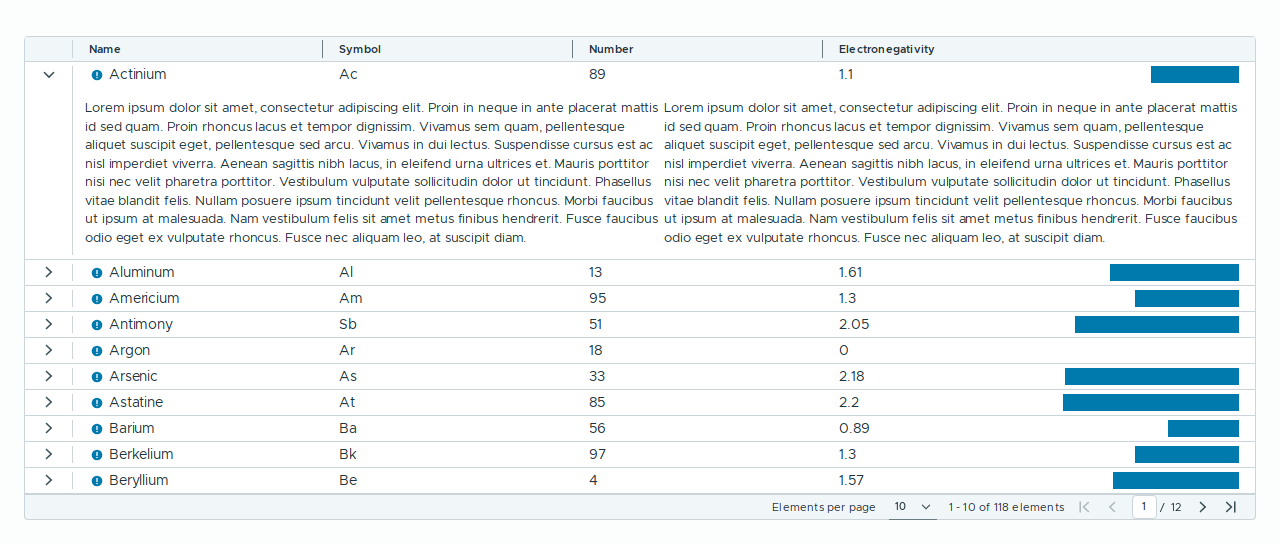 Name Symbol Number Electronegativity
Actinium Ac 89 1.1
Lorem ipsum dolor sit amet, consectetur adipiscing elit. Proin in neque in ante placerat mattis
id sed quam. Proin rhoncus lacus et tempor dignissim. Vivamus sem quam, pellentesque
aliquet suscipit eget, pellentesque sed arcu. Vivamus in dui lectus. Suspendisse cursus est ac
nisl imperdiet viverra. Aenean sagittis nibh lacus, in eleifend urna ultrices et. Mauris porttitor
nisi nec velit pharetra porttitor. Vestibulum vulputate sollicitudin dolor ut tincidunt. Phasellus
vitae blandit felis. Nullam posuere ipsum tincidunt velit pellentesque rhoncus. Morbi faucibus
ut ipsum at malesuada. Nam vestibulum felis sit amet metus finibus hendrerit. Fusce faucibus
odio eget ex vulputate rhoncus. Fusce nec aliquam leo, at suscipit diam.
Lorem ipsum dolor sit amet, consectetur adipiscing elit. Proin in neque in ante placerat mattis
id sed quam. Proin rhoncus lacus et tempor dignissim. Vivamus sem quam, pellentesque
aliquet suscipit eget, pellentesque sed arcu. Vivamus in dui lectus. Suspendisse cursus est ac
nisl imperdiet viverra. Aenean sagittis nibh lacus, in eleifend urna ultrices et. Mauris porttitor
nisi nec velit pharetra porttitor. Vestibulum vulputate sollicitudin dolor ut tincidunt. Phasellus
vitae blandit felis. Nullam posuere ipsum tincidunt velit pellentesque rhoncus. Morbi faucibus
ut ipsum at malesuada. Nam vestibulum felis sit amet metus finibus hendrerit. Fusce faucibus
odio eget ex vulputate rhoncus. Fusce nec aliquam leo, at suscipit diam.
Aluminum Al 13 1.61
Americium Am 95 1.3
Antimony Sb 51 2.05
Argon Ar 18 0
Arsenic As 33 2.18
Astatine At 85 2.2
Barium Ba 56 0.89
Berkelium Bk 97 1.3
Beryllium Be 4 1.57
Elements per page 10 1 - 10 of 118 elements 1 / 12